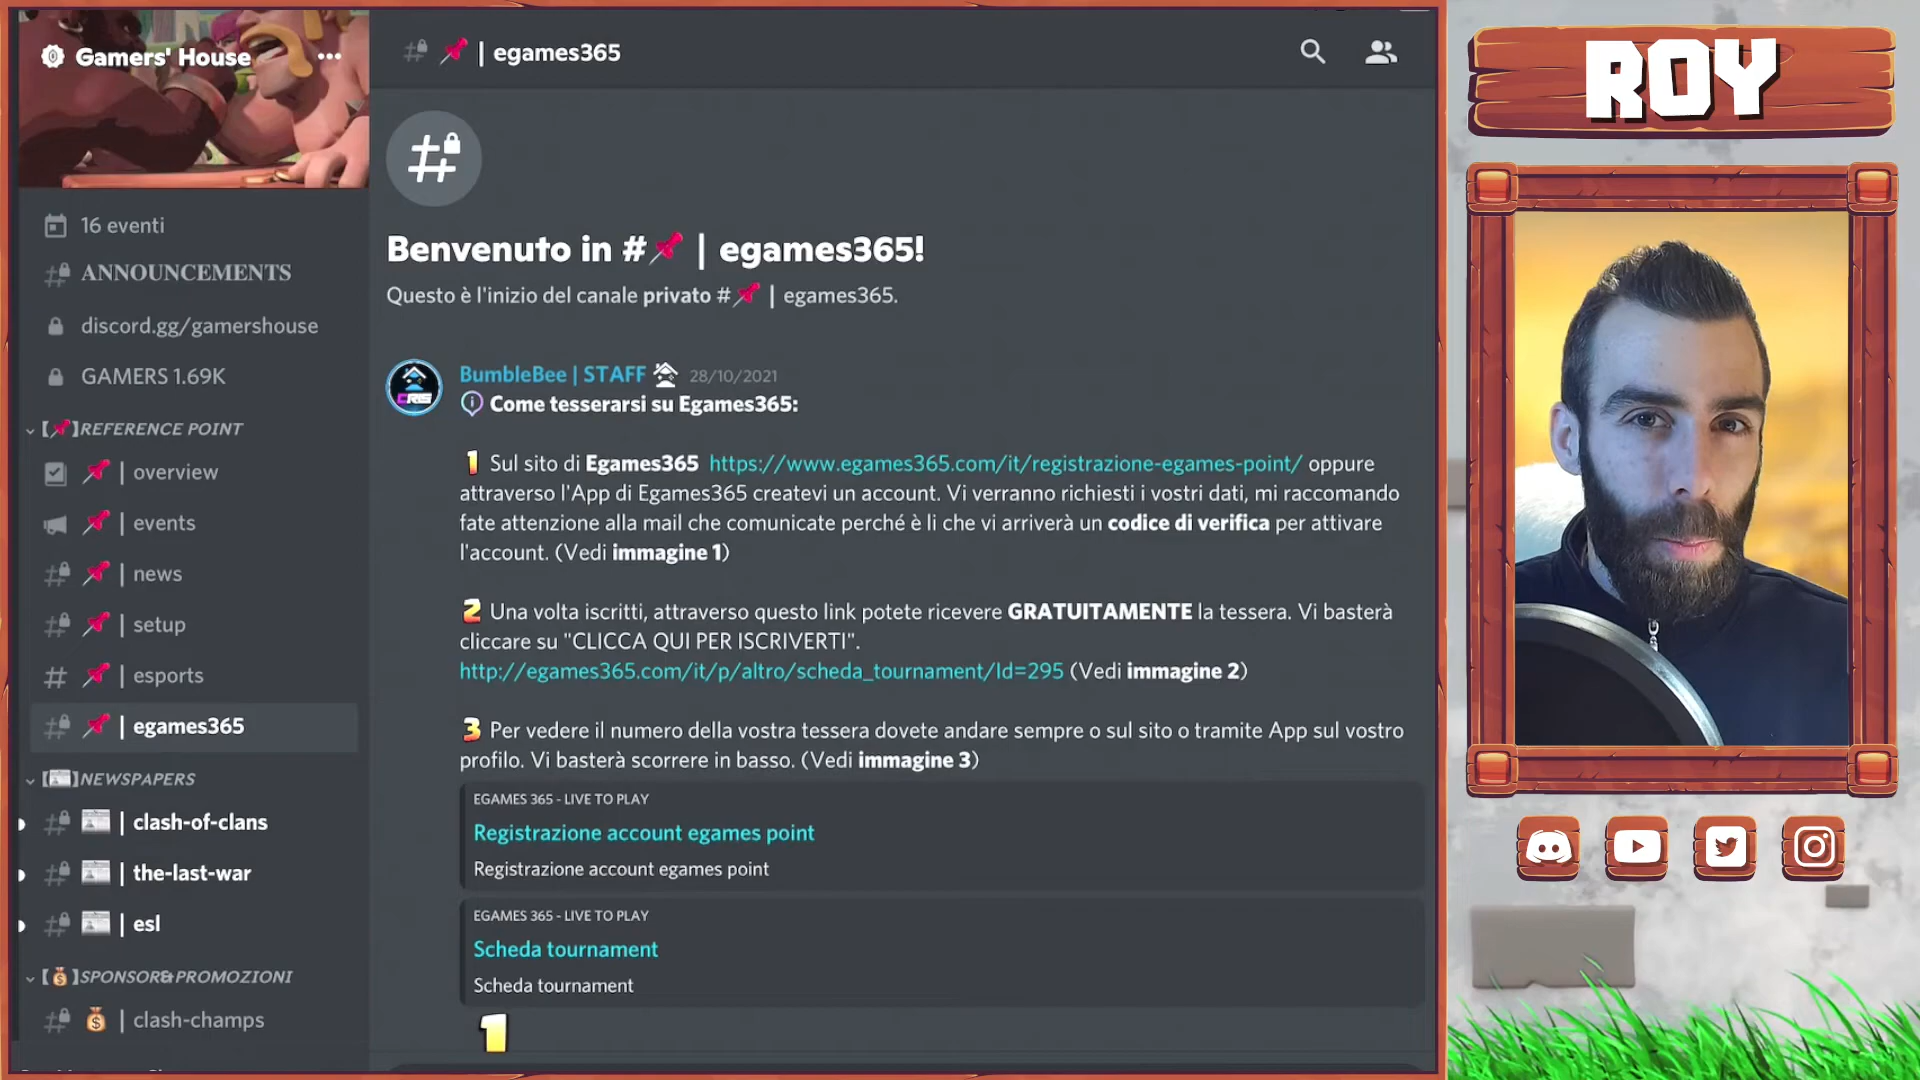 Gamers' House
16 eventi
ANNOUNCEMENTS
discord.gg/gamershouse
GAMERS 1.69K
【📌】REFERENCE POINT
📌 | overview
📌 | events
📌 | news
📌 | setup
📌 | esports
📌 | egames365
【📰】NEWSPAPERS
📰 | clash-of-clans
📰 | the-last-war
📰 | esl
【💰】SPONSOR&PROMOZIONI
💰 | clash-champs
📌 | egames365
Benvenuto in #📌 | egames365!
Questo è l'inizio del canale privato #📌 | egames365.
CRIS
BumbleBee | STAFF 28/10/2021
Come tesserarsi su Egames365:
1 Sul sito di Egames365 https://www.egames365.com/it/registrazione-egames-point/ oppure
attraverso l'App di Egames365 createvi un account. Vi verranno richiesti i vostri dati, mi raccomando
fate attenzione alla mail che comunicate perché è li che vi arriverà un codice di verifica per attivare
l'account. (Vedi immagine 1)
2 Una volta iscritti, attraverso questo link potete ricevere GRATUITAMENTE la tessera. Vi basterà
cliccare su "CLICCA QUI PER ISCRIVERTI".
http://egames365.com/it/p/altro/scheda_tournament/Id=295 (Vedi immagine 2)
3 Per vedere il numero della vostra tessera dovete andare sempre o sul sito o tramite App sul vostro
profilo. Vi basterà scorrere in basso. (Vedi immagine 3)
EGAMES 365 - LIVE TO PLAY
Registrazione account egames point
Registrazione account egames point
EGAMES 365 - LIVE TO PLAY
Scheda tournament
Scheda tournament
1
ROY